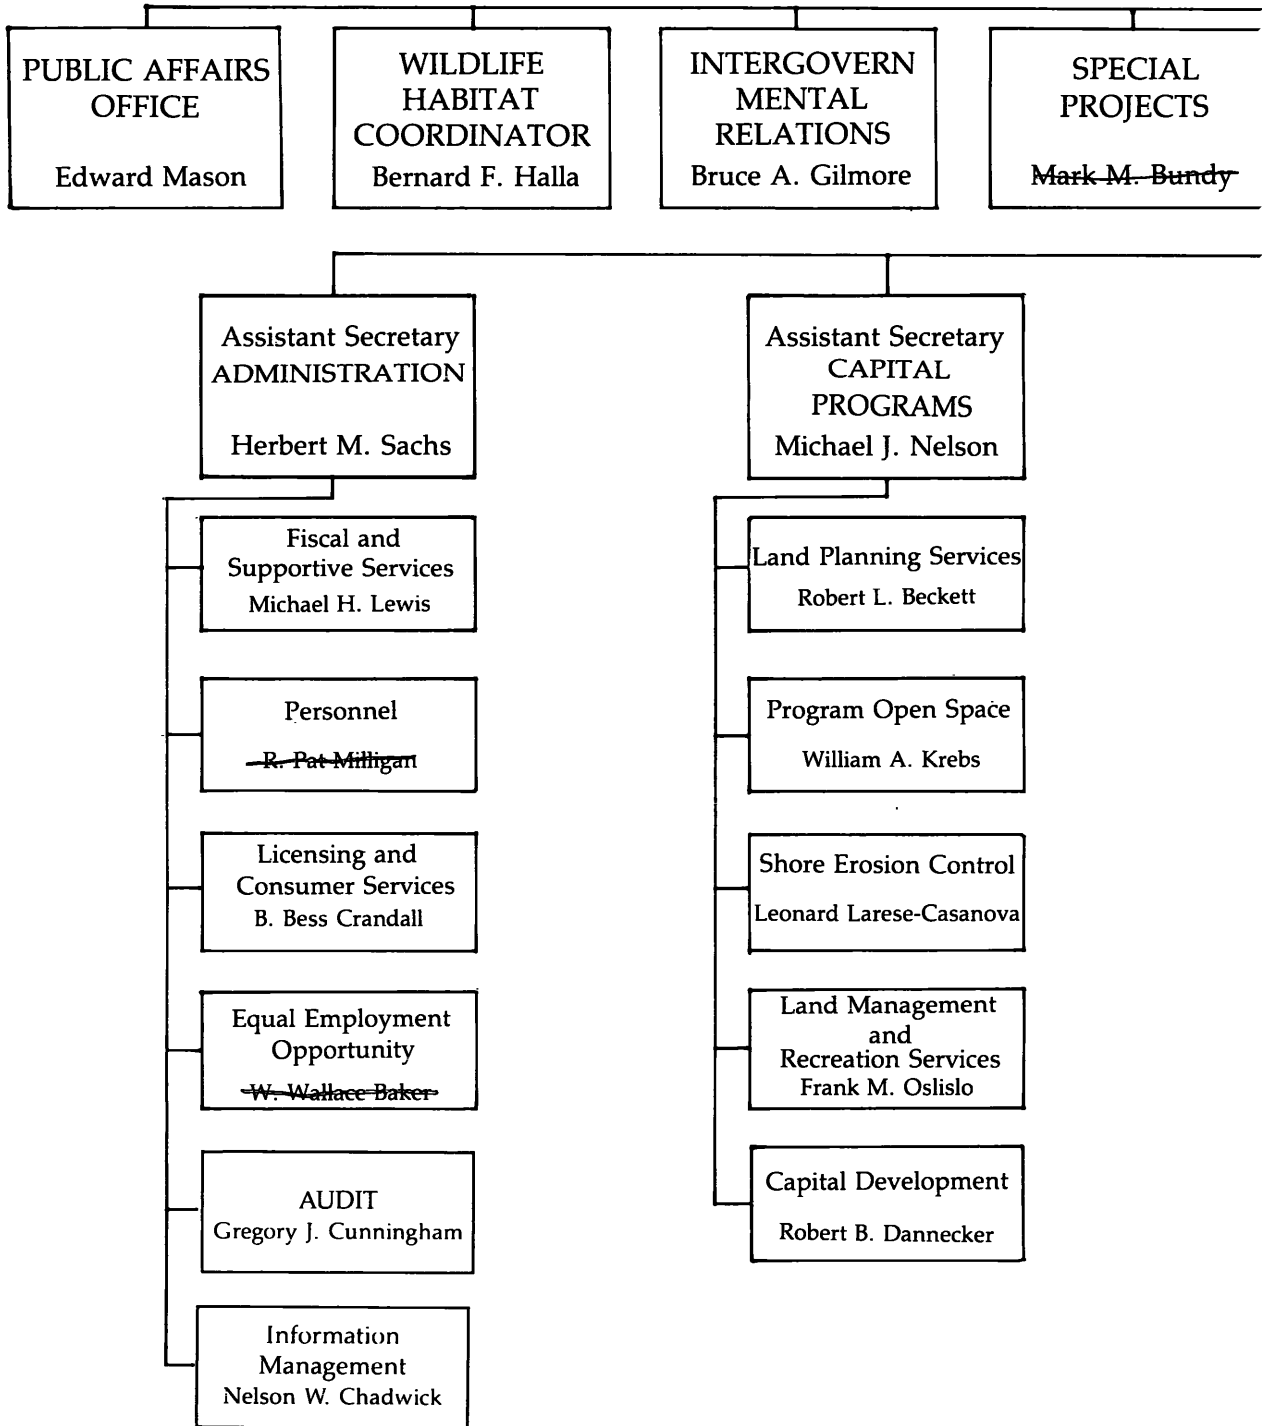 PUBLIC AFFAIRS
OFFICE
Edward Mason
WILDLIFE
HABITAT
COORDINATOR
Bernard F. Halla
INTERGOVERN
MENTAL
RELATIONS
Bruce A. Gilmore
SPECIAL
PROJECTS
Mark M. Bundy
Assistant Secretary
ADMINISTRATION
Herbert M. Sachs
Fiscal and
Supportive Services
Michael H. Lewis
Personnel
R. Pat Milligan
Licensing and
Consumer Services
B. Bess Crandall
Equal Employment
Opportunity
W. Wallace Baker
AUDIT
Gregory J. Cunningham
Information
Management
Nelson W. Chadwick
Assistant Secretary
CAPITAL
PROGRAMS
Michael J. Nelson
Land Planning Services
Robert L. Beckett
Program Open Space
William A. Krebs
Shore Erosion Control
Leonard Larese-Casanova
Land Management
and
Recreation Services
Frank M. Oslislo
Capital Development
Robert B. Dannecker